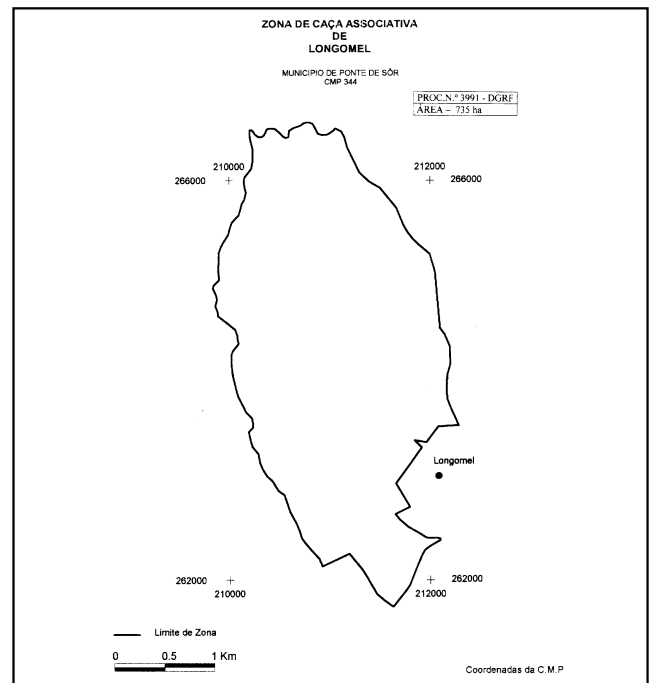 ZONA DE CAÇA ASSOCIATIVA
DE
LONGOMEL
MUNICIPIO DE PONTE DE SÔR
CMP 344
PROC.N.º 3991 - DGRF
ÁREA – 735 ha
210000
266000
212000
266000
Longomel
262000
210000
262000
212000
Limite de Zona
0 0.5 1 Km
Coordenadas da C.M.P